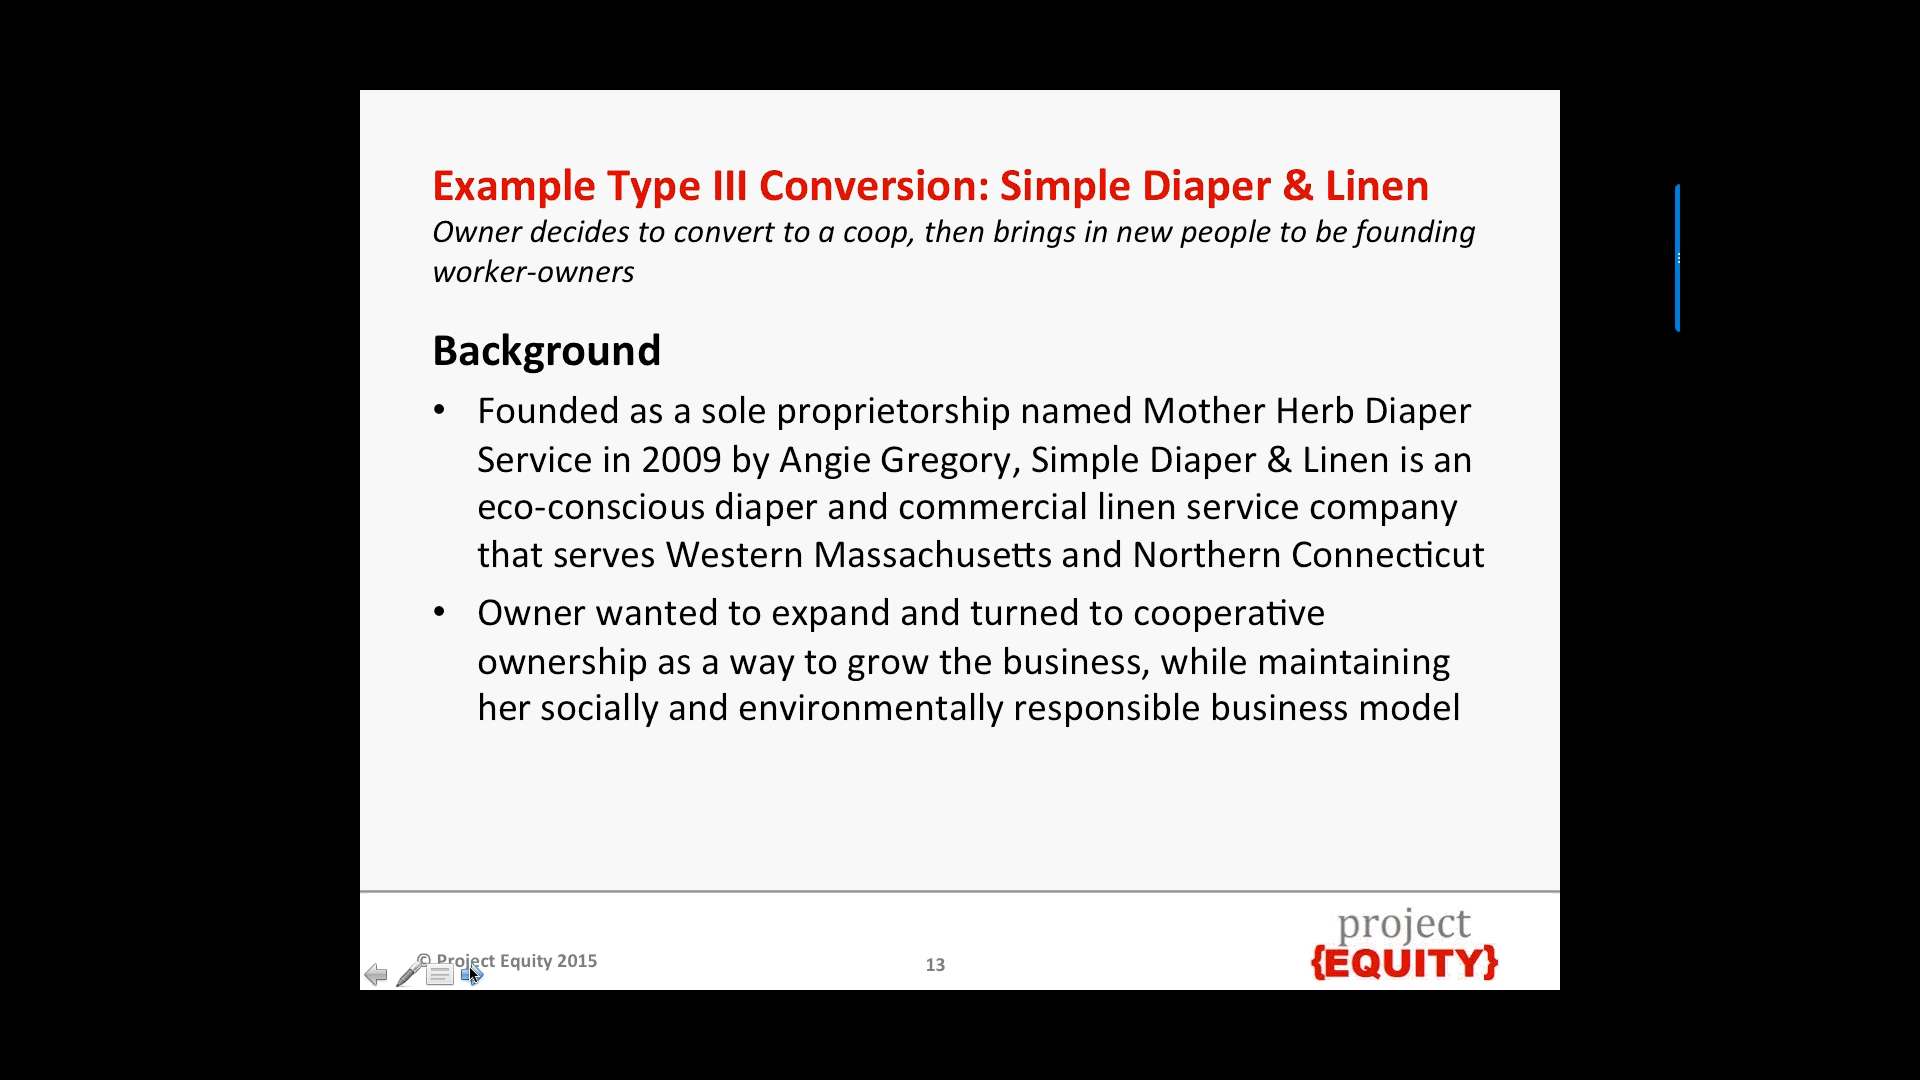 Example Type III Conversion: Simple Diaper & Linen
Owner decides to convert to a coop, then brings in new people to be founding
worker-owners
Background
• Founded as a sole proprietorship named Mother Herb Diaper
Service in 2009 by Angie Gregory, Simple Diaper & Linen is an
eco-conscious diaper and commercial linen service company
that serves Western Massachusetts and Northern Connecticut
• Owner wanted to expand and turned to cooperative
ownership as a way to grow the business, while maintaining
her socially and environmentally responsible business model
© Project Equity 2015
13
project
{EQUITY}